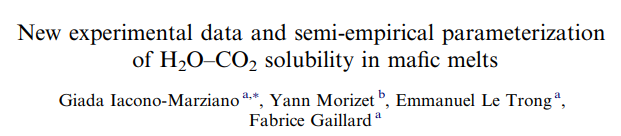 New experimental data and semi-empirical parameterization
of H₂O–CO₂ solubility in mafic melts
Giada Iacono-Marziano ᵃ,*, Yann Morizet ᵇ, Emmanuel Le Trong ᵃ,
Fabrice Gaillard ᵃ